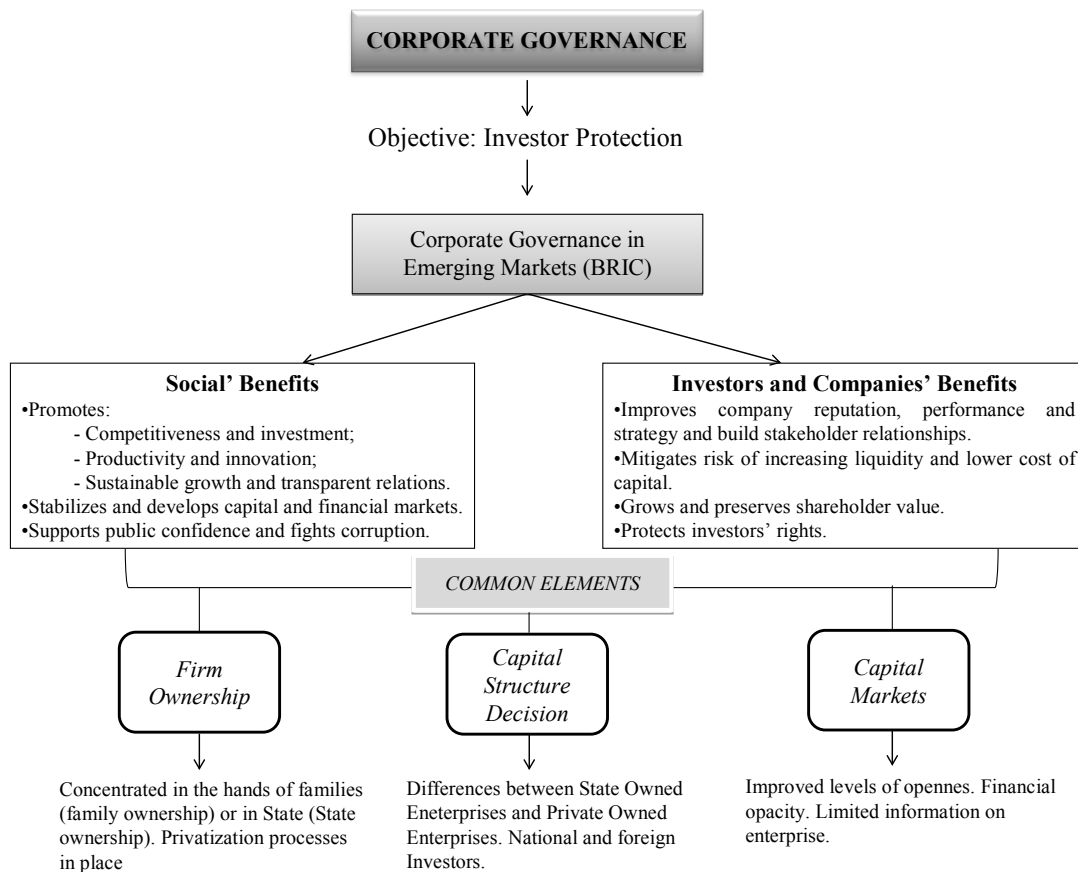 CORPORATE GOVERNANCE
Objective: Investor Protection
Corporate Governance in
Emerging Markets (BRIC)
Social’ Benefits
•Promotes:
- Competitiveness and investment;
- Productivity and innovation;
- Sustainable growth and transparent relations.
•Stabilizes and develops capital and financial markets.
•Supports public confidence and fights corruption.
Investors and Companies’ Benefits
•Improves company reputation, performance and
strategy and build stakeholder relationships.
•Mitigates risk of increasing liquidity and lower cost of
capital.
•Grows and preserves shareholder value.
•Protects investors’ rights.
COMMON ELEMENTS
Firm
Ownership
Capital
Structure
Decision
Capital
Markets
Concentrated in the hands of families
(family ownership) or in State (State
ownership). Privatization processes
in place
Differences between State Owned
Eneterprises and Private Owned
Enterprises. National and foreign
Investors.
Improved levels of opennes. Financial
opacity. Limited information on
enterprise.